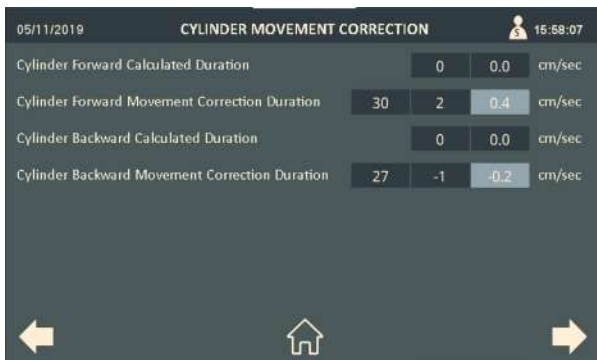 05/11/2019 CYLINDER MOVEMENT CORRECTION S 15:58:07
Cylinder Forward Calculated Duration 0 0.0 cm/sec
Cylinder Forward Movement Correction Duration 30 2 0.4 cm/sec
Cylinder Backward Calculated Duration 0 0.0 cm/sec
Cylinder Backward Movement Correction Duration 27 -1 -0.2 cm/sec